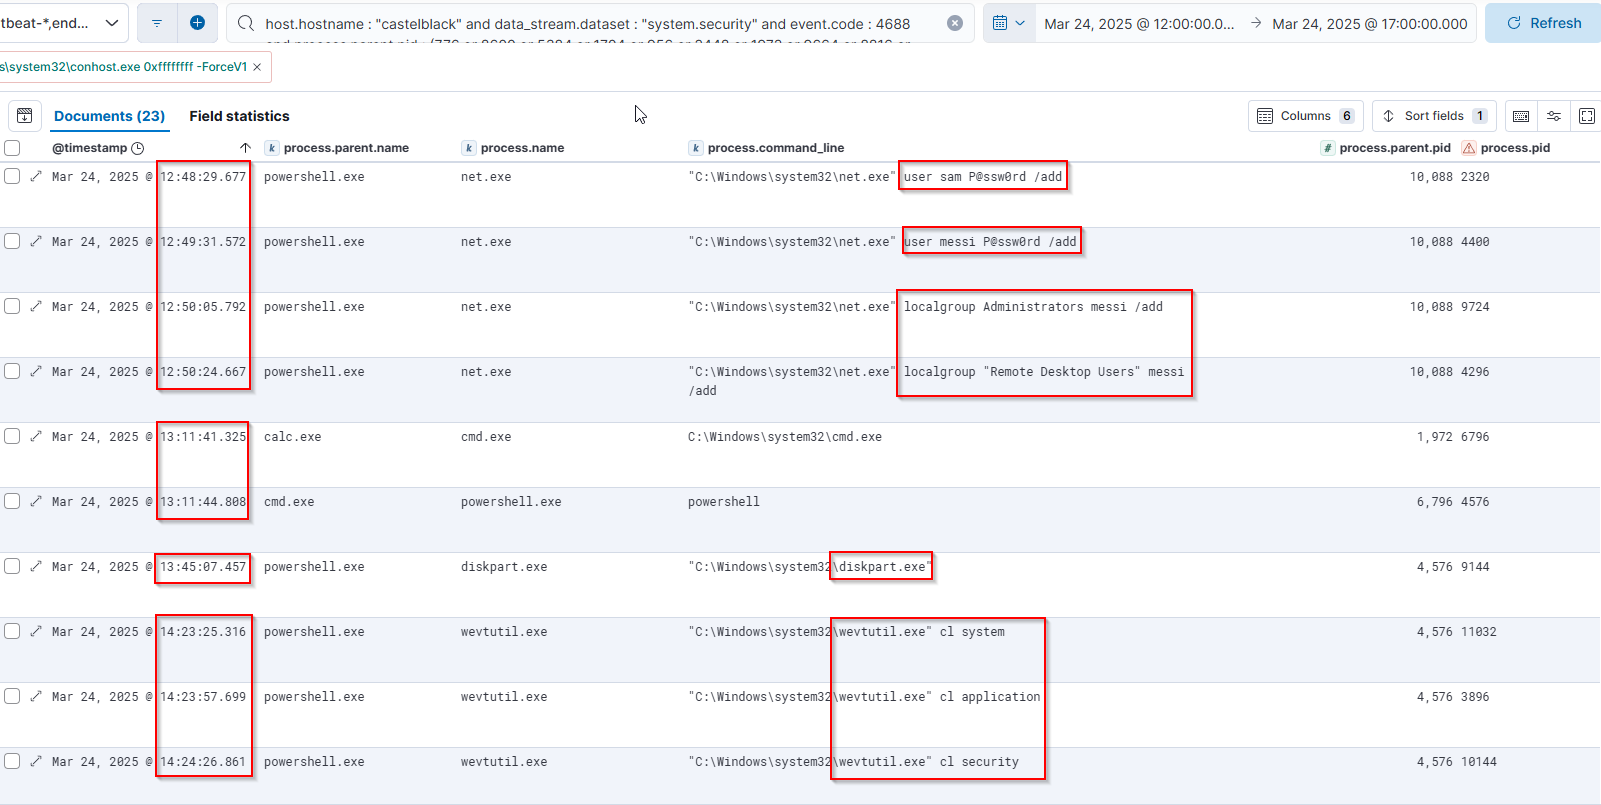 tbeat-*,end...
host.hostname : "castelblack" and data_stream.dataset : "system.security" and event.code : 4688
Mar 24, 2025 @ 12:00:00.0... → Mar 24, 2025 @ 17:00:00.000
Refresh
s\system32\conhost.exe 0xffffffff -ForceV1 ×
Documents (23) Field statistics
Columns 6 Sort fields 1
@timestamp ↑ k process.parent.name k process.name k process.command_line # process.parent.pid process.pid
Mar 24, 2025 @ 12:48:29.677 powershell.exe net.exe "C:\Windows\system32\net.exe" user sam P@ssw0rd /add 10,088 2320
Mar 24, 2025 @ 12:49:31.572 powershell.exe net.exe "C:\Windows\system32\net.exe" user messi P@ssw0rd /add 10,088 4400
Mar 24, 2025 @ 12:50:05.792 powershell.exe net.exe "C:\Windows\system32\net.exe" localgroup Administrators messi /add 10,088 9724
Mar 24, 2025 @ 12:50:24.667 powershell.exe net.exe "C:\Windows\system32\net.exe" localgroup "Remote Desktop Users" messi 10,088 4296
/add
Mar 24, 2025 @ 13:11:41.325 calc.exe cmd.exe C:\Windows\system32\cmd.exe 1,972 6796
Mar 24, 2025 @ 13:11:44.808 cmd.exe powershell.exe powershell 6,796 4576
Mar 24, 2025 @ 13:45:07.457 powershell.exe diskpart.exe "C:\Windows\system32\diskpart.exe" 4,576 9144
Mar 24, 2025 @ 14:23:25.316 powershell.exe wevtutil.exe "C:\Windows\system32\wevtutil.exe" cl system 4,576 11032
Mar 24, 2025 @ 14:23:57.699 powershell.exe wevtutil.exe "C:\Windows\system32\wevtutil.exe" cl application 4,576 3896
Mar 24, 2025 @ 14:24:26.861 powershell.exe wevtutil.exe "C:\Windows\system32\wevtutil.exe" cl security 4,576 10144